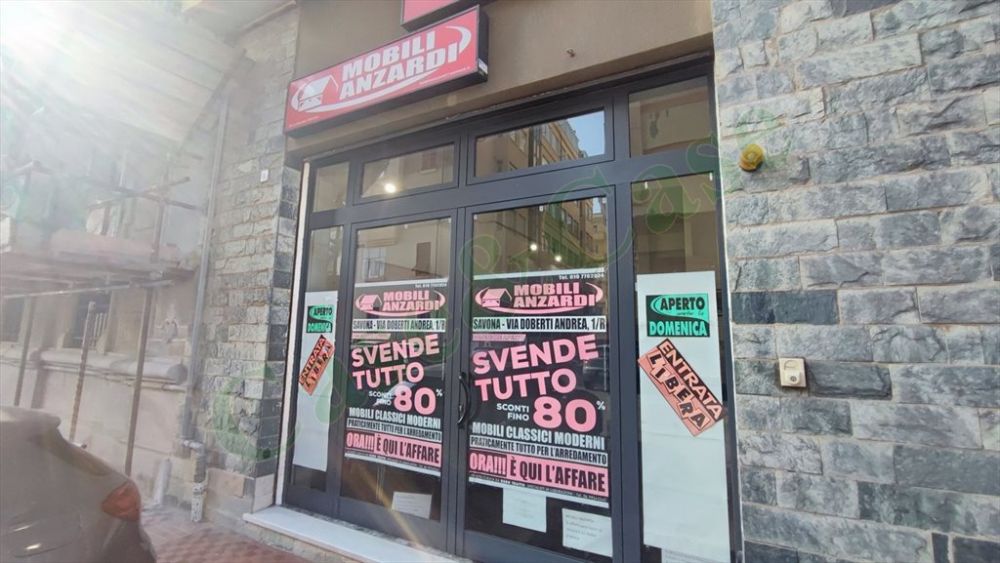 MOBILI
ANZARDI
APERTO
DOMENICA
ENTRATA
LIBERA
MOBILI
ANZARDI
SAVONA - VIA DOBERTI ANDREA, 1/R
SVENDE
TUTTO
SCONTI
FINO 80%
MOBILI CLASSICI MODERNI
PRATICAMENTE TUTTO PER L'ARREDAMENTO
ORA!!! È QUI L'AFFARE
MOBILI
ANZARDI
SAVONA - VIA DOBERTI ANDREA, 1/R
SVENDE
TUTTO
SCONTI
FINO 80%
MOBILI CLASSICI MODERNI
PRATICAMENTE TUTTO PER L'ARREDAMENTO
ORA!!! È QUI L'AFFARE
APERTO
DOMENICA
ENTRATA
LIBERA